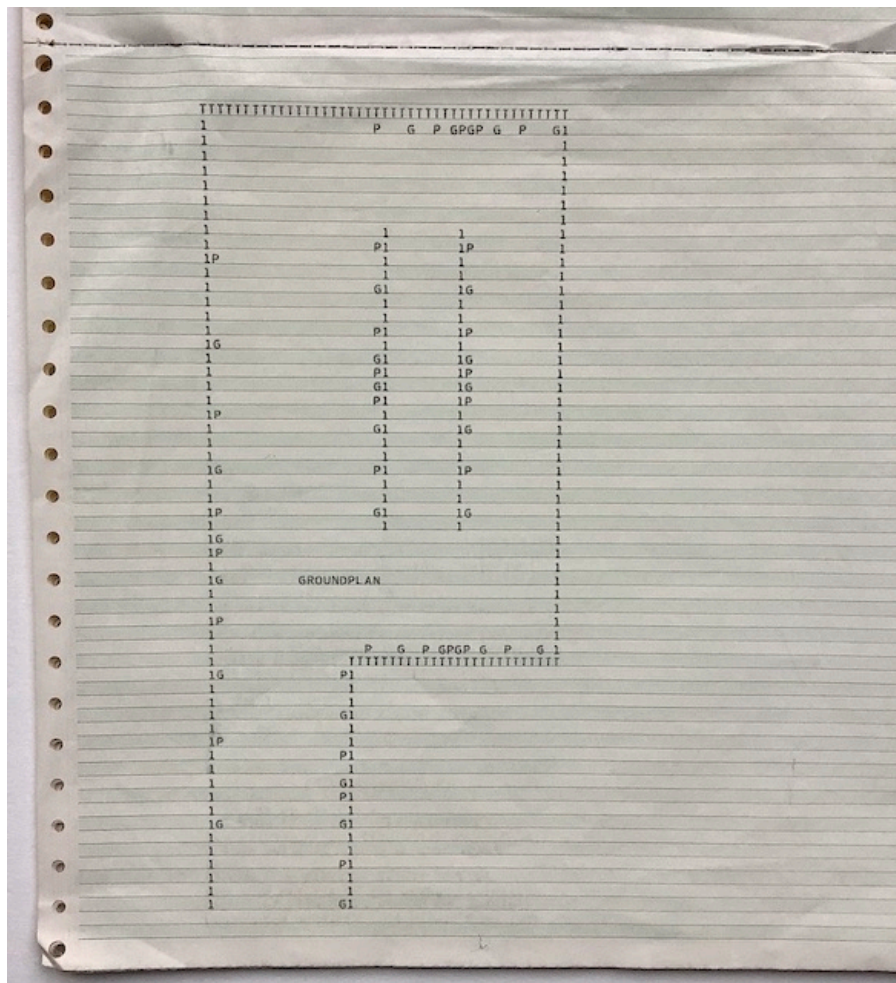 TTTTTTTTTTTTTTTTTTTTTTTTTTTTTTTTTTTTTTTTTT
1 P G P GPGP G P G1
1 1
1 1
1 1
1 1
1 1
1 1
1 1 1 1
1 P1 1P 1
1P 1 1 1
1 1 1 1
1 G1 1G 1
1 1 1 1
1 1 1 1
1 P1 1P 1
1G 1 1 1
1 G1 1G 1
1 P1 1P 1
1 G1 1G 1
1 P1 1P 1
1P 1 1 1
1 G1 1G 1
1 1 1 1
1 1 1 1
1G P1 1P 1
1 1 1 1
1 1 1 1
1P G1 1G 1
1 1 1 1
1G 1
1P 1
1 1
1G GROUNDPLAN 1
1 1
1 1
1P 1
1 1
1 P G P GPGP G P G 1
1 TTTTTTTTTTTTTTTTTTTTTTTTTT
1G P1
1 1
1 1
1 G1
1 1
1P 1
1 P1
1 1
1 G1
1 P1
1 1
1G G1
1 1
1 1
1 P1
1 1
1 1
1 G1